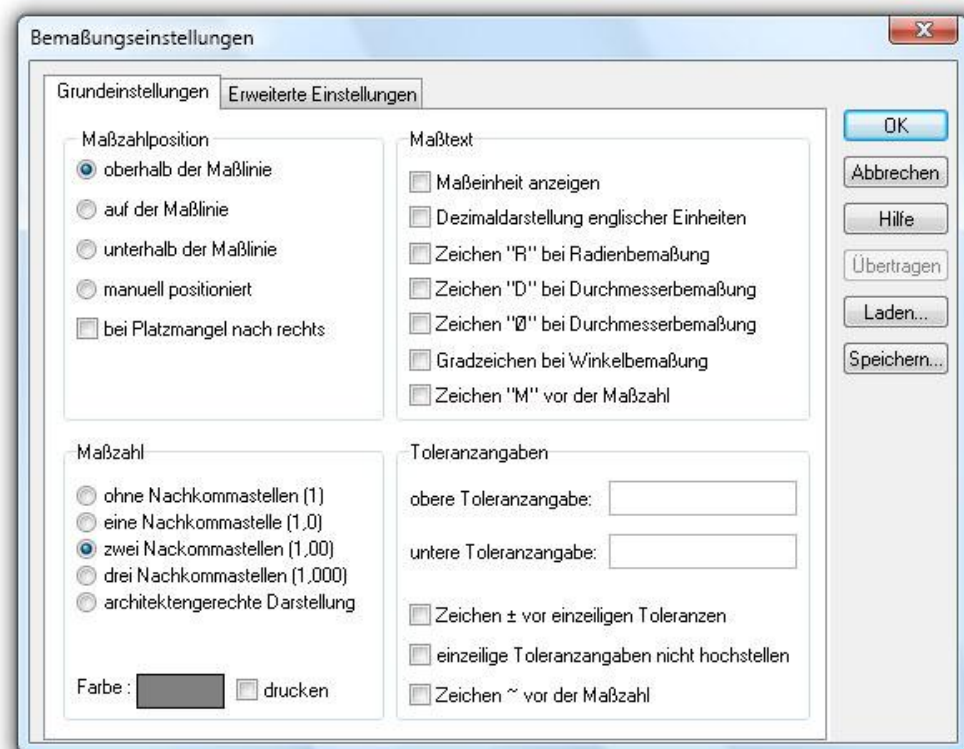 Bemaßungseinstellungen
Grundeinstellungen
Erweiterte Einstellungen
Maßzahlposition
oberhalb der Maßlinie
auf der Maßlinie
unterhalb der Maßlinie
manuell positioniert
bei Platzmangel nach rechts
Maßtext
Maßeinheit anzeigen
Dezimaldarstellung englischer Einheiten
Zeichen "R" bei Radienbemaßung
Zeichen "D" bei Durchmesserbemaßung
Zeichen "Ø" bei Durchmesserbemaßung
Gradzeichen bei Winkelbemaßung
Zeichen "M" vor der Maßzahl
Maßzahl
ohne Nachkommastellen (1)
eine Nachkommastelle (1,0)
zwei Nackommastellen (1,00)
drei Nachkommastellen (1,000)
architektengerechte Darstellung
Farbe :
drucken
Toleranzangaben
obere Toleranzangabe:
untere Toleranzangabe:
Zeichen ± vor einzeiligen Toleranzen
einzeilige Toleranzangaben nicht hochstellen
Zeichen ~ vor der Maßzahl
OK
Abbrechen
Hilfe
Übertragen
Laden...
Speichern...